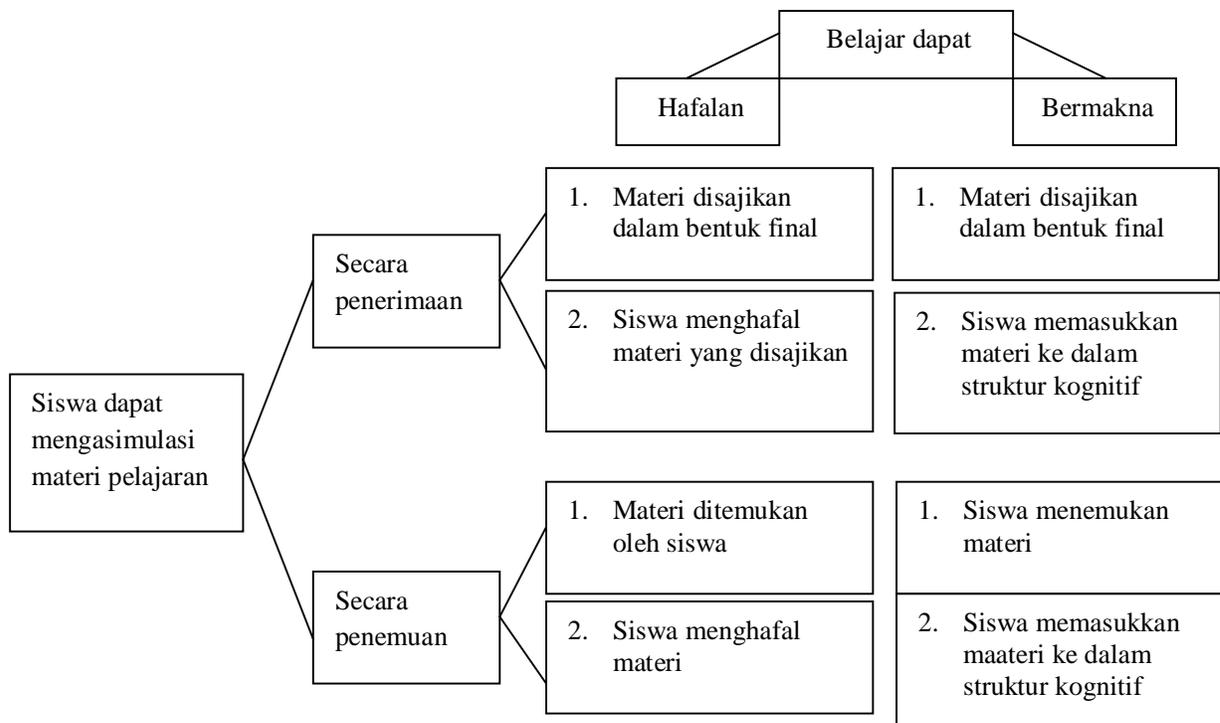 Belajar dapat
Hafalan
Bermakna
1. Materi disajikan
dalam bentuk final
1. Materi disajikan
dalam bentuk final
Secara
penerimaan
2. Siswa menghafal
materi yang disajikan
2. Siswa memasukkan
materi ke dalam
struktur kognitif
Siswa dapat
mengasimulasi
materi pelajaran
1. Materi ditemukan
oleh siswa
1. Siswa menemukan
materi
Secara
penemuan
2. Siswa menghafal
materi
2. Siswa memasukkan
maateri ke dalam
struktur kognitif